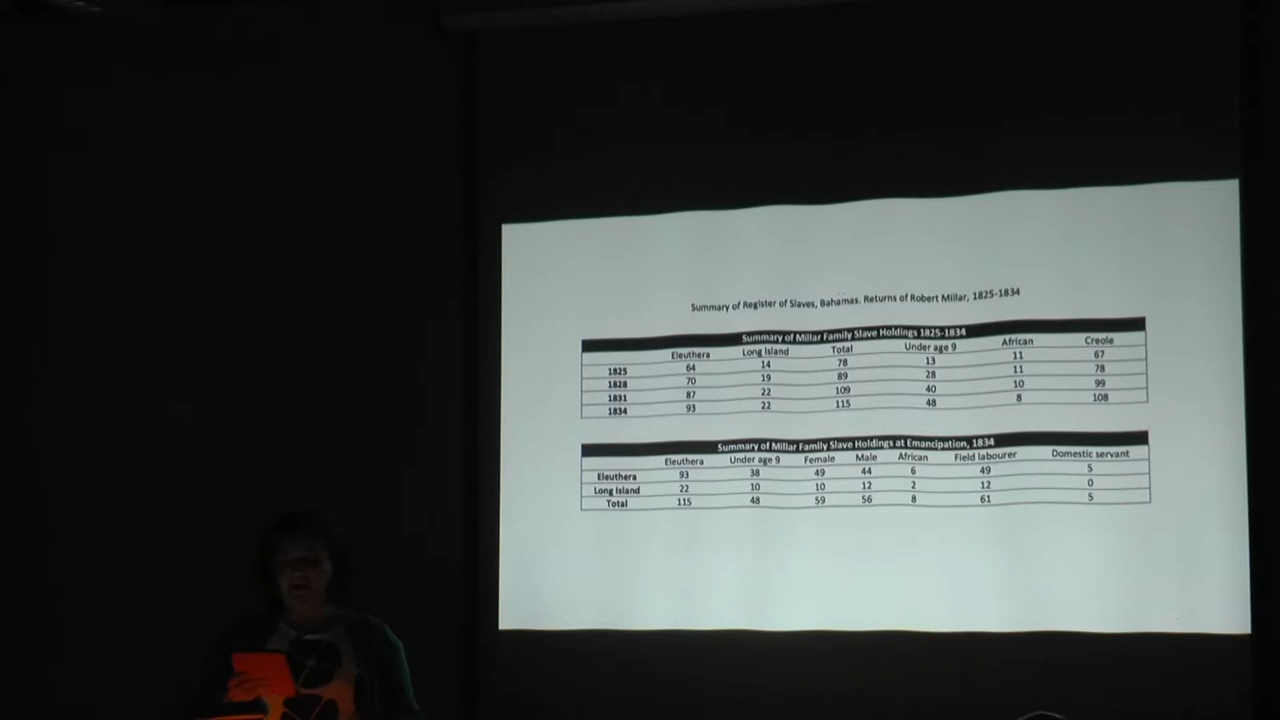 Summary of Register of Slaves, Bahamas. Returns of Robert Millar, 1825-1834
Summary of Millar Family Slave Holdings 1825-1834
Eleuthera Long Island Total Under age 9 African Creole
1825 64 14 78 13 11 67
1828 70 19 89 28 11 78
1831 87 22 109 40 10 99
1834 93 22 115 48 8 108
Summary of Millar Family Slave Holdings at Emancipation, 1834
Eleuthera Under age 9 Female Male African Field labourer Domestic servant
Eleuthera 93 38 49 44 6 49 5
Long Island 22 10 10 12 2 12 0
Total 115 48 59 56 8 61 5